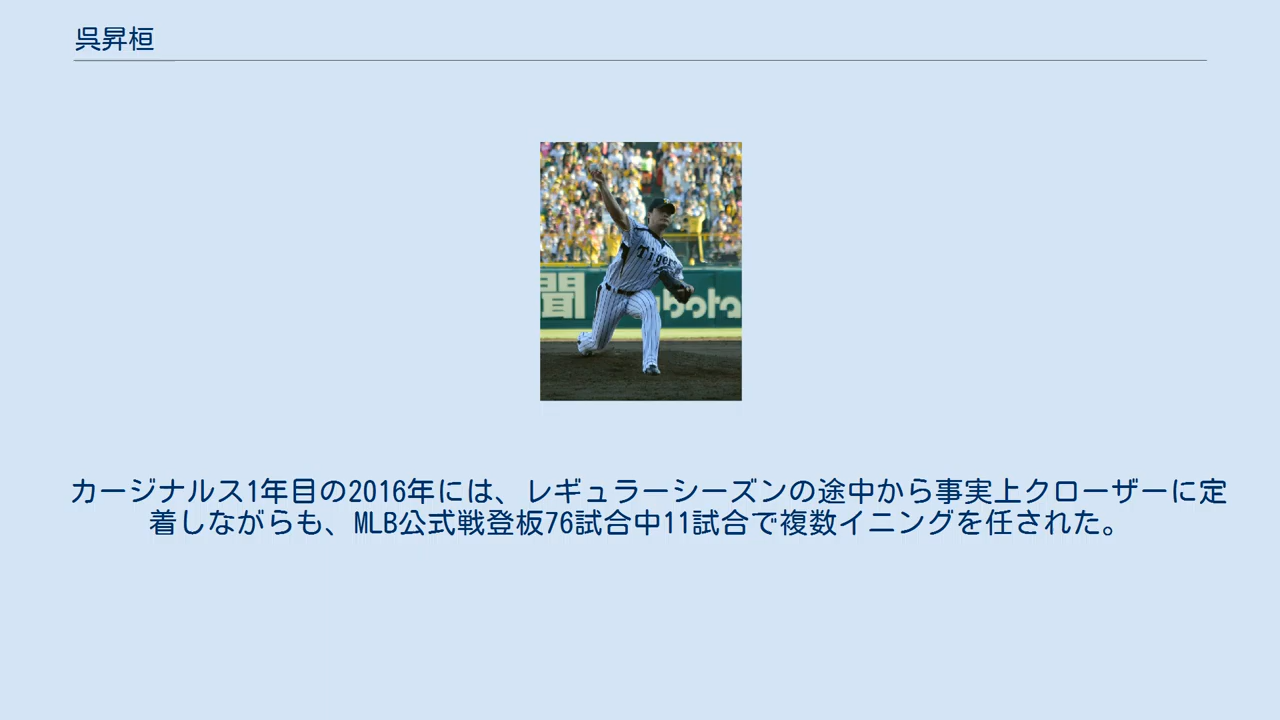 呉昇桓
Tigers
聞 ubota
カージナルス1年目の2016年には、レギュラーシーズンの途中から事実上クローザーに定
着しながらも、MLB公式戦登板76試合中11試合で複数イニングを任された。